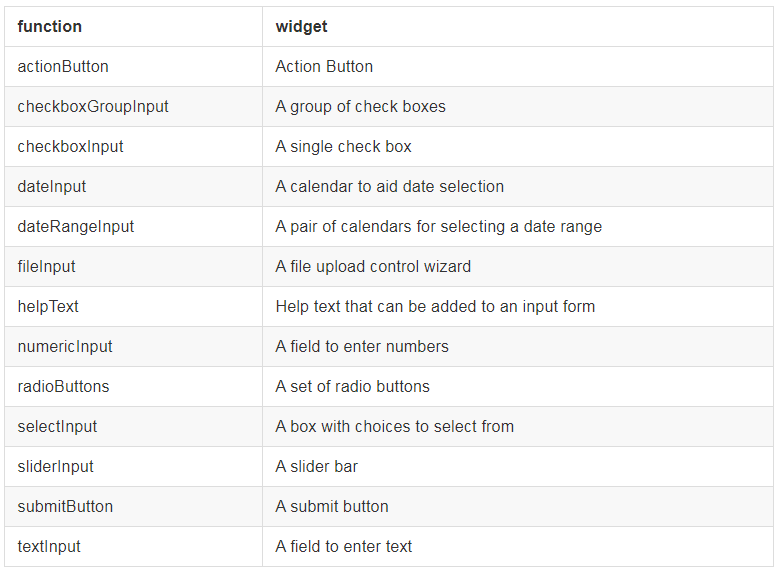 function widget
actionButton Action Button
checkboxGroupInput A group of check boxes
checkboxInput A single check box
dateInput A calendar to aid date selection
dateRangeInput A pair of calendars for selecting a date range
fileInput A file upload control wizard
helpText Help text that can be added to an input form
numericInput A field to enter numbers
radioButtons A set of radio buttons
selectInput A box with choices to select from
sliderInput A slider bar
submitButton A submit button
textInput A field to enter text